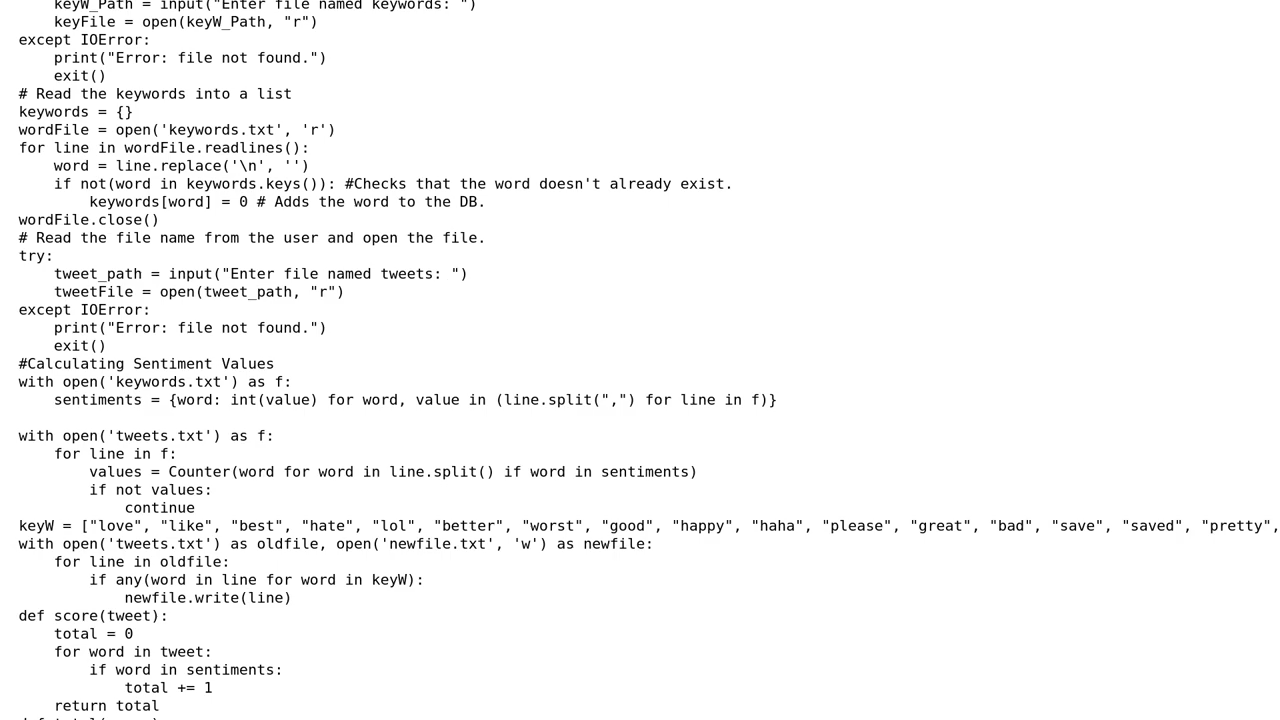 keyW_Path = input("Enter file named keywords: ")
    keyFile = open(keyW_Path, "r")
except IOError:
    print("Error: file not found.")
    exit()
# Read the keywords into a list
keywords = {}
wordFile = open('keywords.txt', 'r')
for line in wordFile.readlines():
    word = line.replace('\n', '')
    if not(word in keywords.keys()): #Checks that the word doesn't already exist.
        keywords[word] = 0 # Adds the word to the DB.
wordFile.close()
# Read the file name from the user and open the file.
try:
    tweet_path = input("Enter file named tweets: ")
    tweetFile = open(tweet_path, "r")
except IOError:
    print("Error: file not found.")
    exit()
#Calculating Sentiment Values
with open('keywords.txt') as f:
    sentiments = {word: int(value) for word, value in (line.split(",") for line in f)}

with open('tweets.txt') as f:
    for line in f:
        values = Counter(word for word in line.split() if word in sentiments)
        if not values:
            continue
keyW = ["love", "like", "best", "hate", "lol", "better", "worst", "good", "happy", "haha", "please", "great", "bad", "save", "saved", "pretty",
with open('tweets.txt') as oldfile, open('newfile.txt', 'w') as newfile:
    for line in oldfile:
        if any(word in line for word in keyW):
            newfile.write(line)
def score(tweet):
    total = 0
    for word in tweet:
        if word in sentiments:
            total += 1
    return total